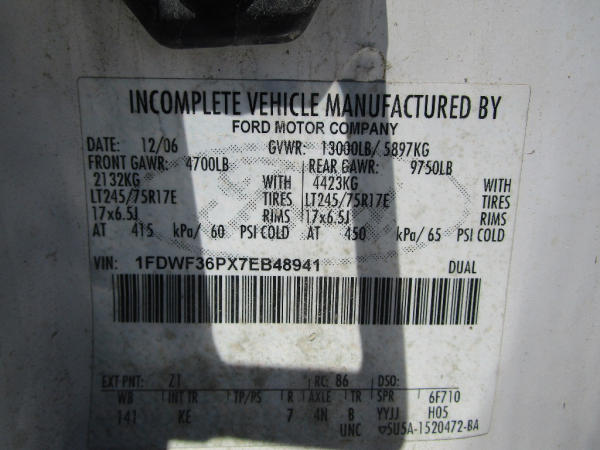 INCOMPLETE VEHICLE MANUFACTURED BY
FORD MOTOR COMPANY
DATE: 12/06 GVWR: 13000LB/ 5897KG
FRONT GAWR: 4700LB REAR GAWR: 9750LB
2132KG WITH 4423KG WITH
LT245/75R17E TIRES LT245/75R17E TIRES
17x6.5J RIMS 17x6.5J RIMS
AT 415 kPa/ 60 PSI COLD AT 450 kPa/ 65 PSI COLD
VIN: 1FDWF36PX7EB48941 DUAL
EXT PNT: Z1 RC: 86 DSO:
WB INT TR TP/PS R AXLE TR SPR 6F710
141 KE 7 4N B YYJJ H05
UNC 5U5A-1520472-BA